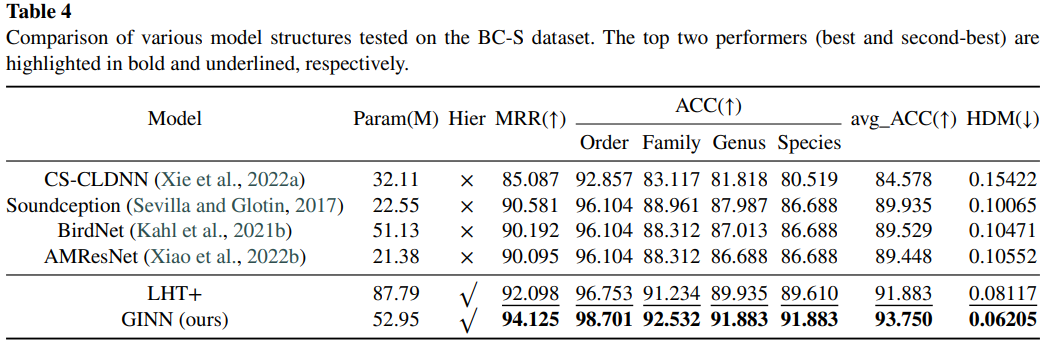 Table 4
Comparison of various model structures tested on the BC-S dataset. The top two performers (best and second-best) are
highlighted in bold and underlined, respectively.
Model Param(M) Hier MRR(↑) ACC(↑) avg_ACC(↑) HDM(↓)
Order Family Genus Species
CS-CLDNN (Xie et al., 2022a) 32.11 × 85.087 92.857 83.117 81.818 80.519 84.578 0.15422
Soundception (Sevilla and Glotin, 2017) 22.55 × 90.581 96.104 88.961 87.987 86.688 89.935 0.10065
BirdNet (Kahl et al., 2021b) 51.13 × 90.192 96.104 88.312 87.013 86.688 89.529 0.10471
AMResNet (Xiao et al., 2022b) 21.38 × 90.095 96.104 88.312 86.688 86.688 89.448 0.10552
LHT+ 87.79 √ 92.098 96.753 91.234 89.935 89.610 91.883 0.08117
GINN (ours) 52.95 √ 94.125 98.701 92.532 91.883 91.883 93.750 0.06205